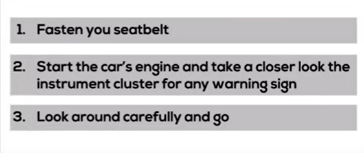 1. Fasten you seatbelt
2. Start the car's engine and take a closer look the
instrument cluster for any warning sign
3. Look around carefully and go